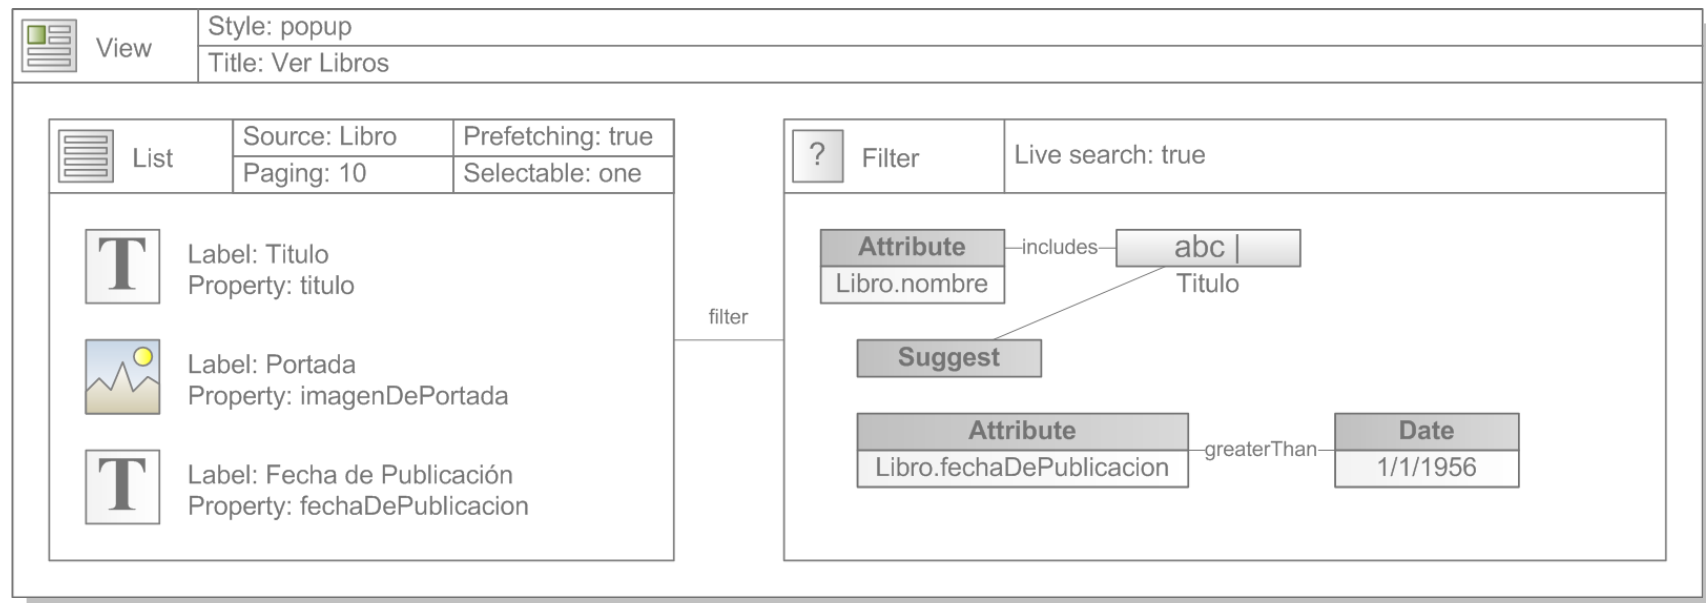 View
Style: popup
Title: Ver Libros
List
Source: Libro
Prefetching: true
Paging: 10
Selectable: one
T
Label: Titulo
Property: titulo
Label: Portada
Property: imagenDePortada
T
Label: Fecha de Publicación
Property: fechaDePublicacion
filter
?
Filter
Live search: true
Attribute
includes
abc |
Libro.nombre
Titulo
Suggest
Attribute
greaterThan
Date
Libro.fechaDePublicacion
1/1/1956